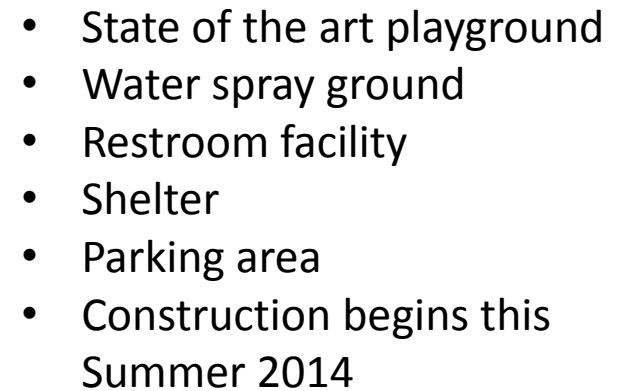 • State of the art playground
• Water spray ground
• Restroom facility
• Shelter
• Parking area
• Construction begins this
Summer 2014